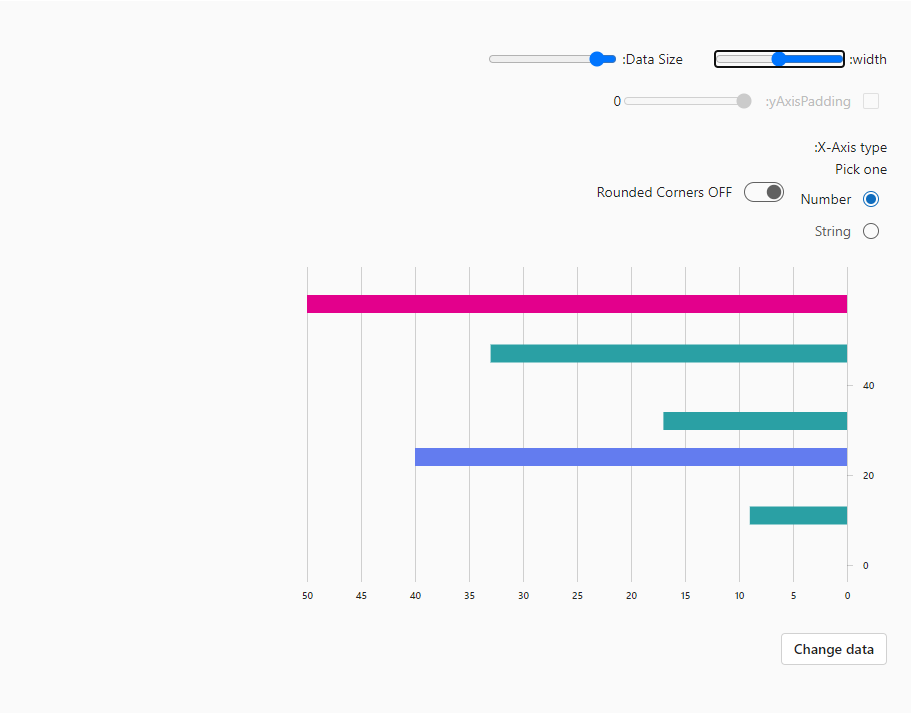 :width
:Data Size
:yAxisPadding 0
:X-Axis type
Pick one
Number
Rounded Corners OFF
String
40
20
0
50 45 40 35 30 25 20 15 10 5 0
Change data